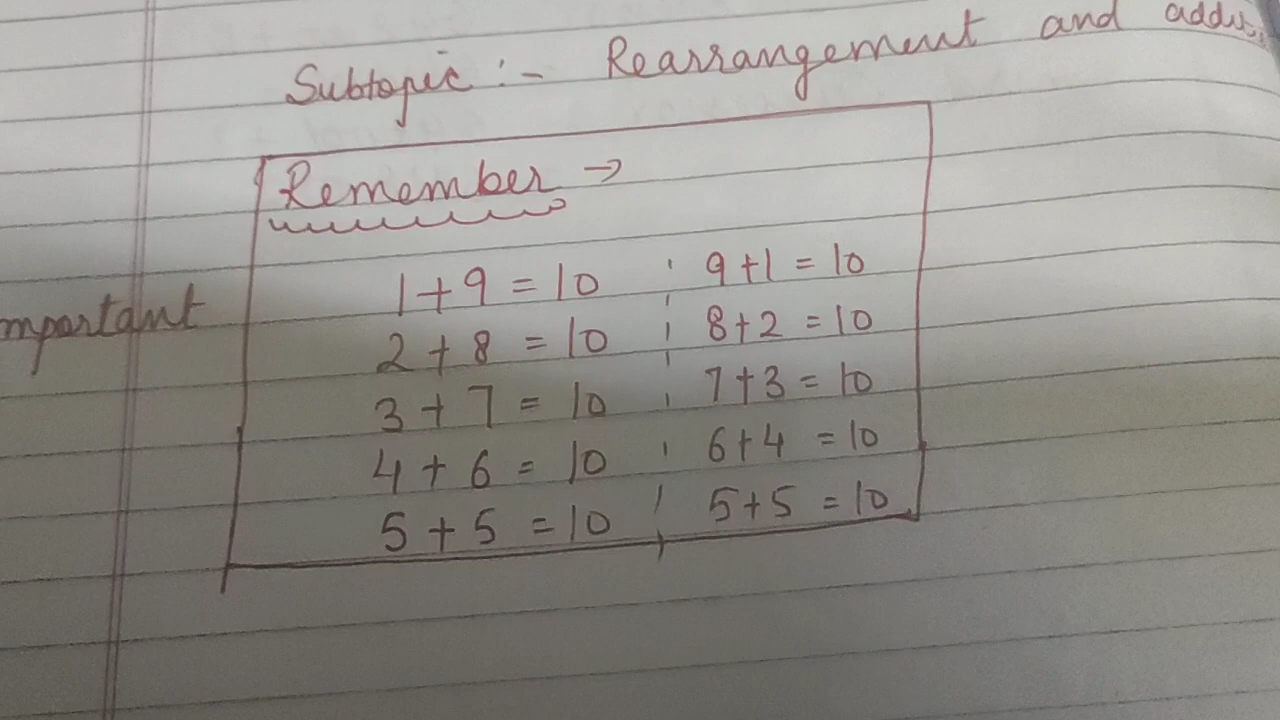 Subtopic :- Rearrangement and
Remember →
1+9 = 10 ¦ 9+1 = 10
mportant
2 + 8 = 10 ¦ 8+2 = 10
3 + 7 = 10 ¦ 7+3 = 10
4 + 6 = 10 ¦ 6+4 = 10
5 + 5 = 10 ¦ 5+5 = 10